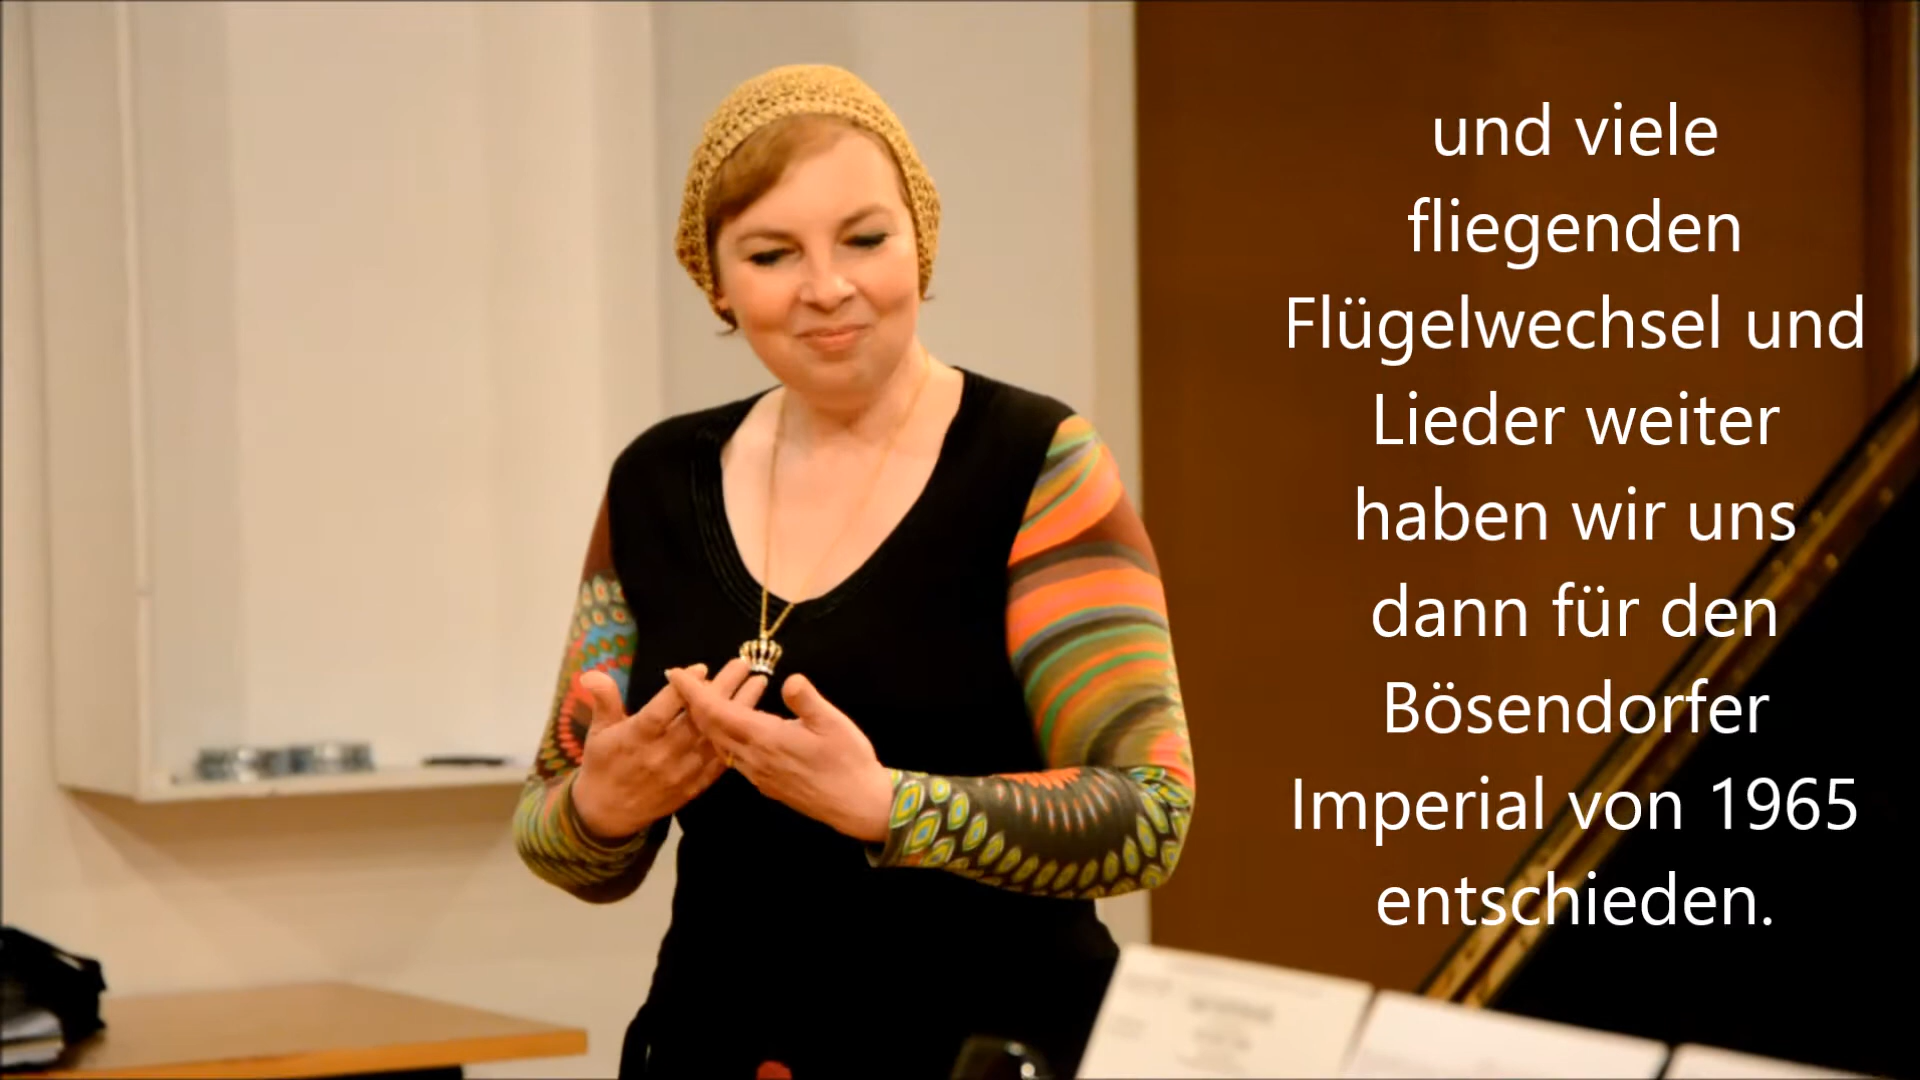 und viele
fliegenden
Flügelwechsel und
Lieder weiter
haben wir uns
dann für den
Bösendorfer
Imperial von 1965
entschieden.